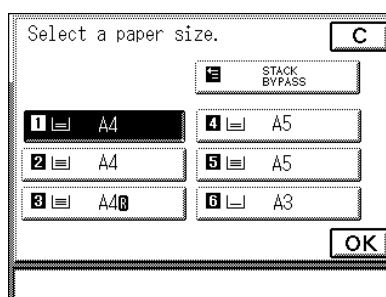 Select a paper size.
C
STACK
BYPASS
1 A4
4 A5
2 A4
5 A5
3 A4R
6 A3
OK